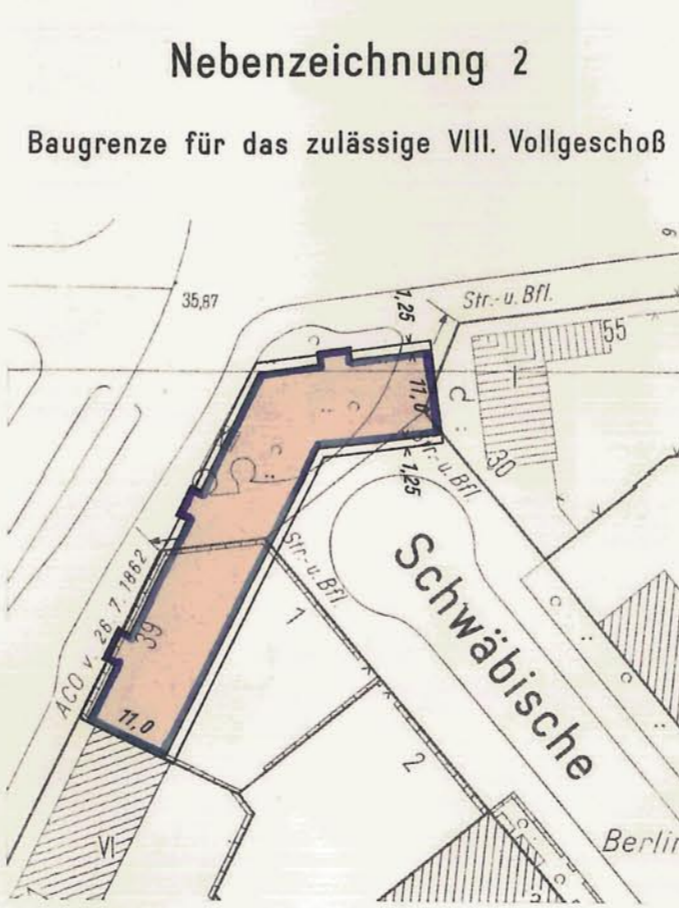 Nebenzeichnung 2
Baugrenze für das zulässige VIII. Vollgeschoß
6
35,87
1,25
Str.- u. Bfl.
55
I
11,0
30
Str.- u. Bfl.
1,25
Str.- u. Bfl.
ACO v. 26. 7. 1862
39
1
Schwäbische
11,0
2
VI
Berlin